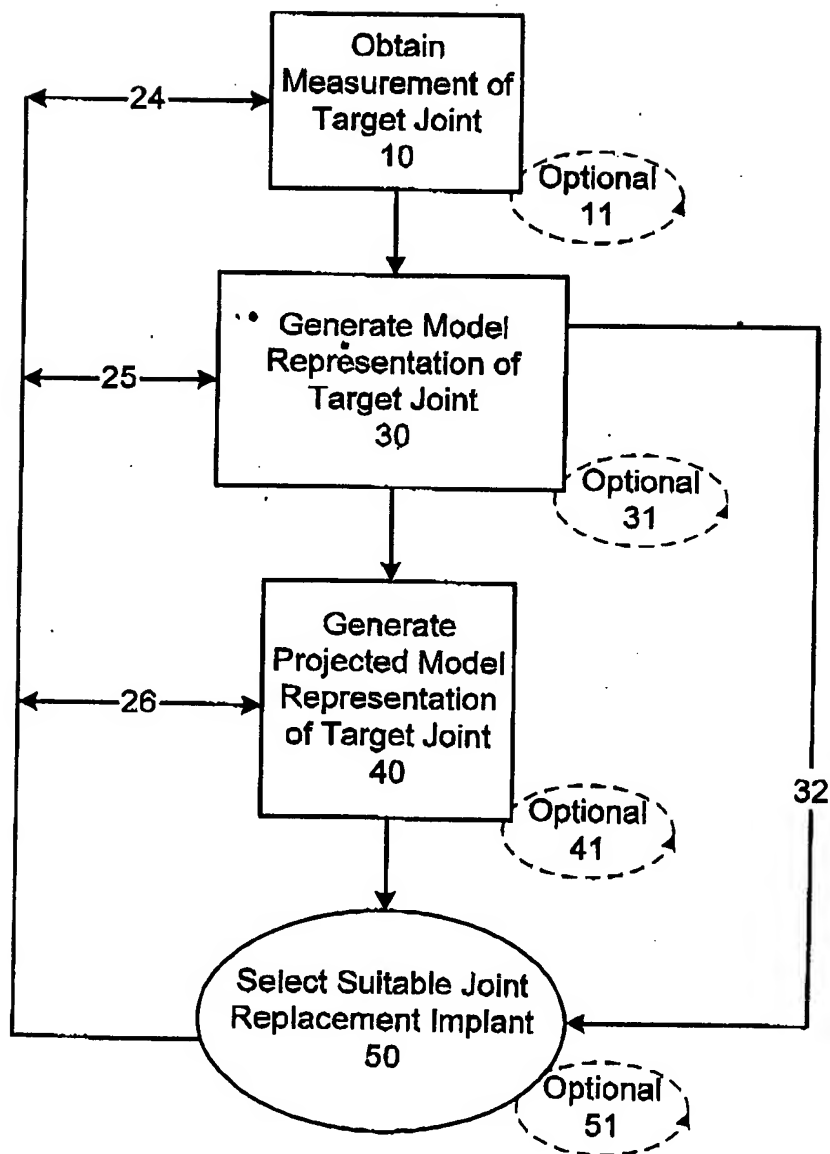 Obtain
Measurement of
Target Joint
10
24
Optional
11
Generate Model
Representation of
Target Joint
30
25
Optional
31
Generate
Projected Model
Representation
of Target Joint
40
26
32
Optional
41
Select Suitable Joint
Replacement Implant
50
Optional
51